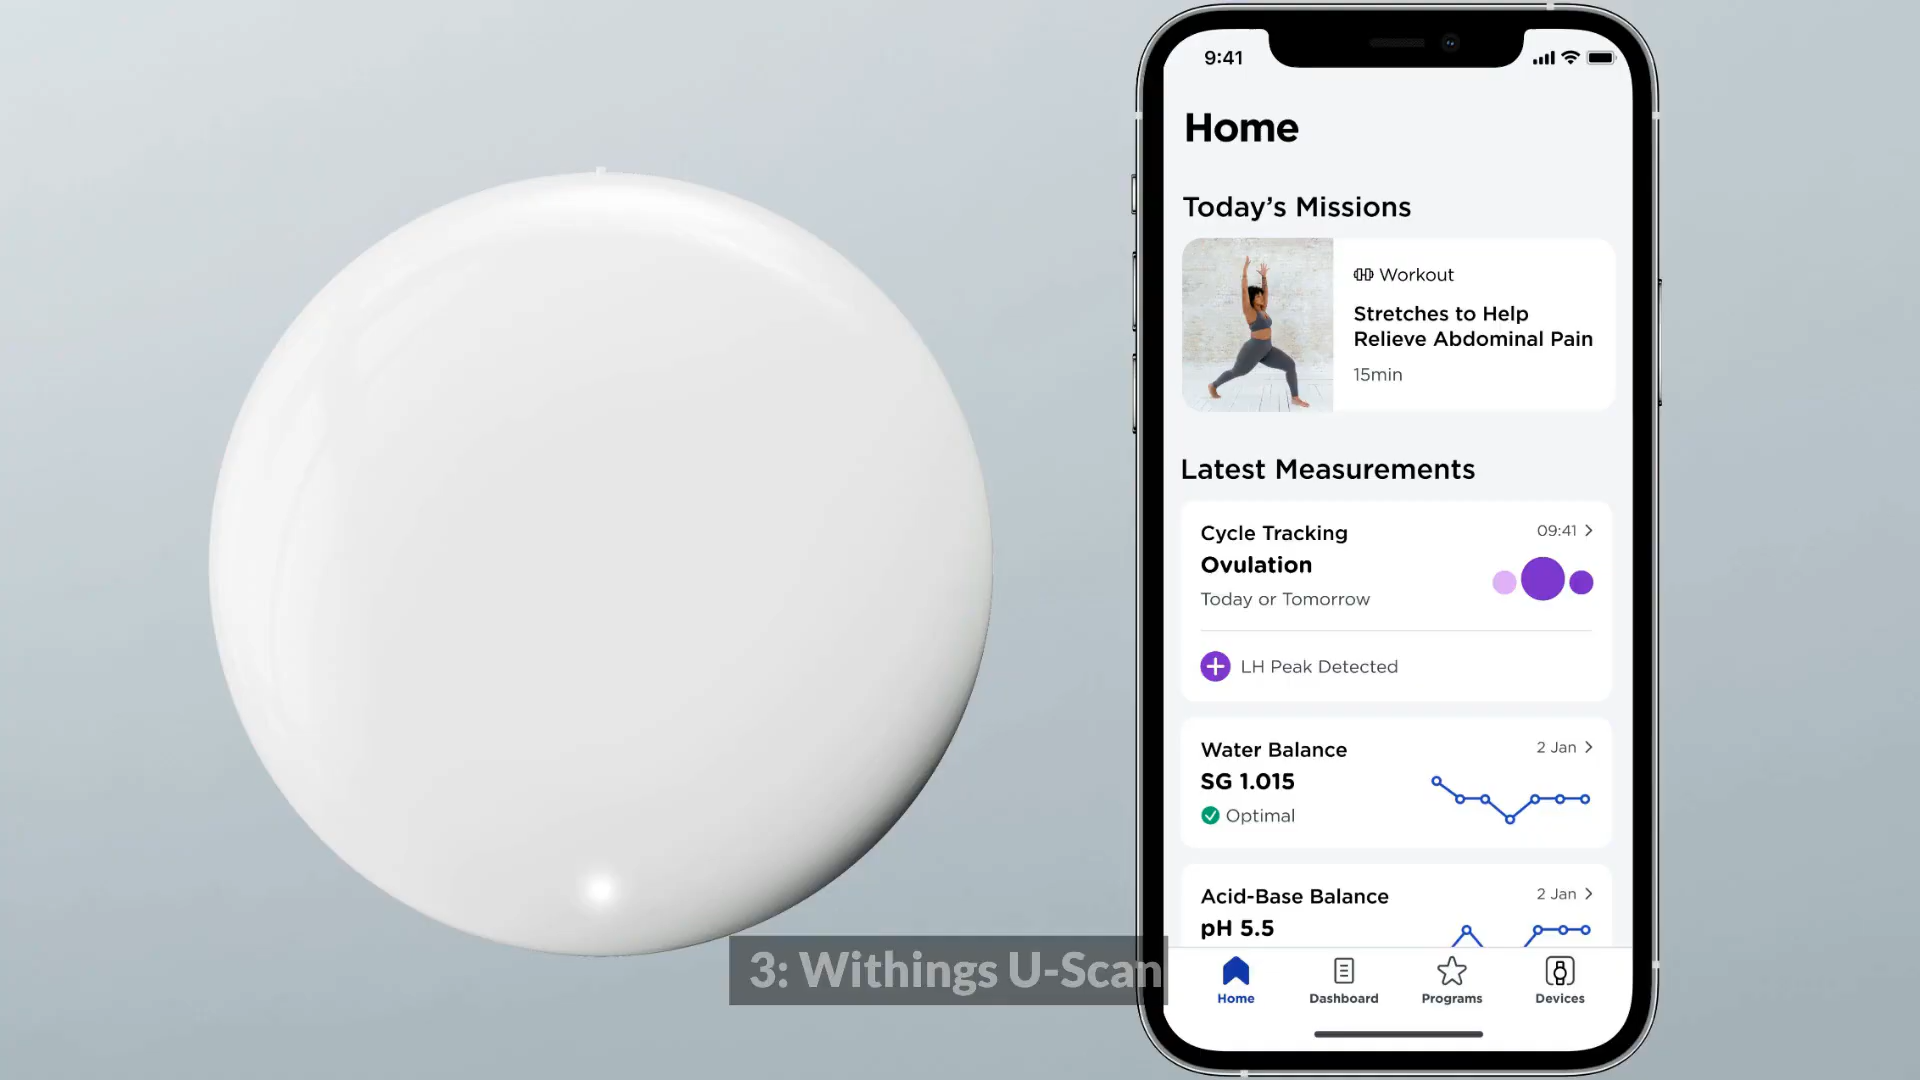 9:41
Home
Today’s Missions
Workout
Stretches to Help
Relieve Abdominal Pain
15min
Latest Measurements
Cycle Tracking
09:41
Ovulation
Today or Tomorrow
LH Peak Detected
Water Balance
2 Jan
SG 1.015
Optimal
Acid-Base Balance
2 Jan
pH 5.5
3: Withings U-Scan
Home
Dashboard
Programs
Devices